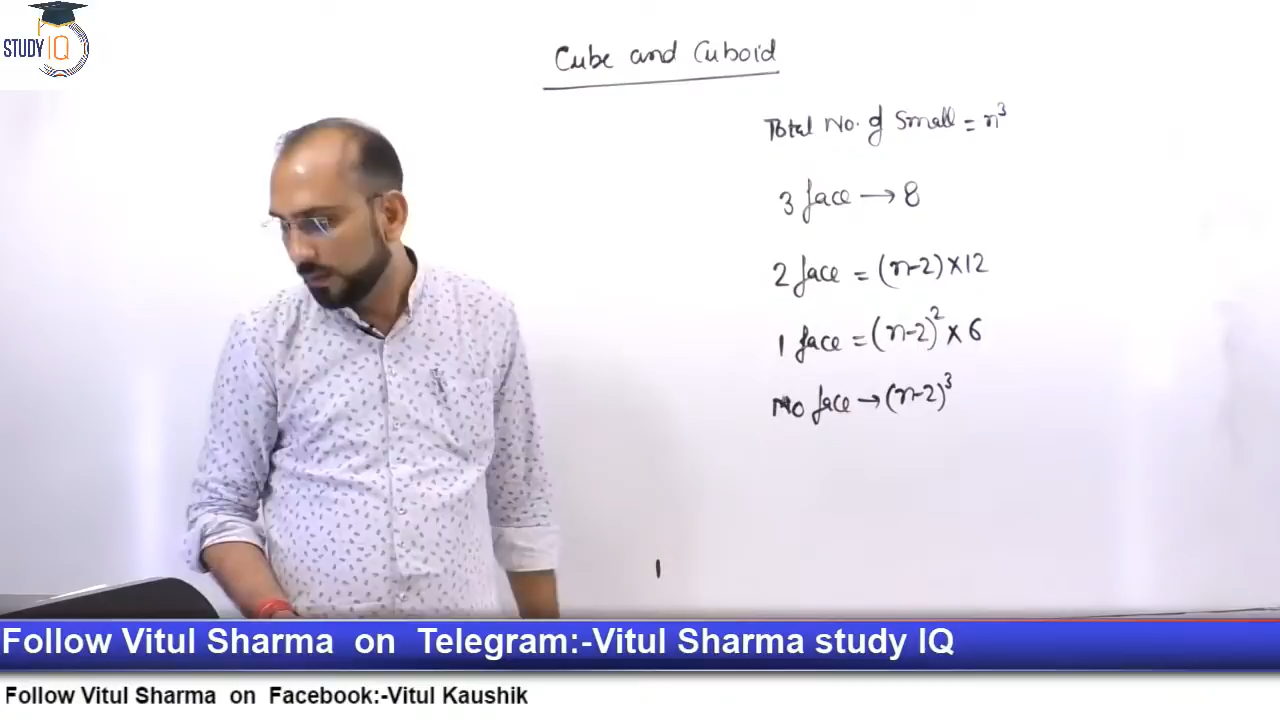 STUDY IQ
Cube and Cuboid
Total No. of Small = n³
3 face → 8
2 face = (n-2) × 12
1 face = (n-2)² × 6
No face → (n-2)³
Follow Vitul Sharma on Telegram:-Vitul Sharma study IQ
Follow Vitul Sharma on Facebook:-Vitul Kaushik